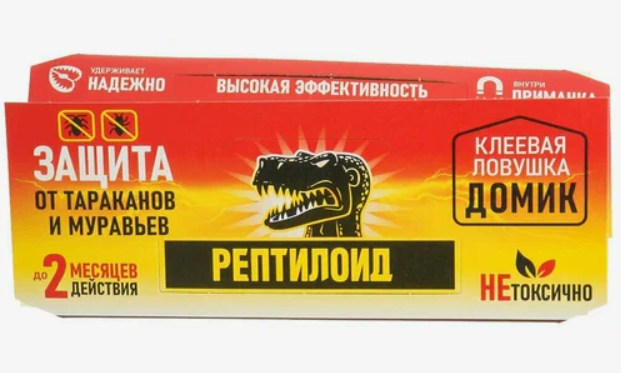 УДЕРЖИВАЕТ
НАДЕЖНО
ВЫСОКАЯ ЭФФЕКТИВНОСТЬ
ВНУТРИ
ПРИМАНКА
ЗАЩИТА
ОТ ТАРАКАНОВ
И МУРАВЬЕВ
ДО 2 МЕСЯЦЕВ
ДЕЙСТВИЯ
РЕПТИЛОИД
КЛЕЕВАЯ
ЛОВУШКА
ДОМИК
НЕТОКСИЧНО